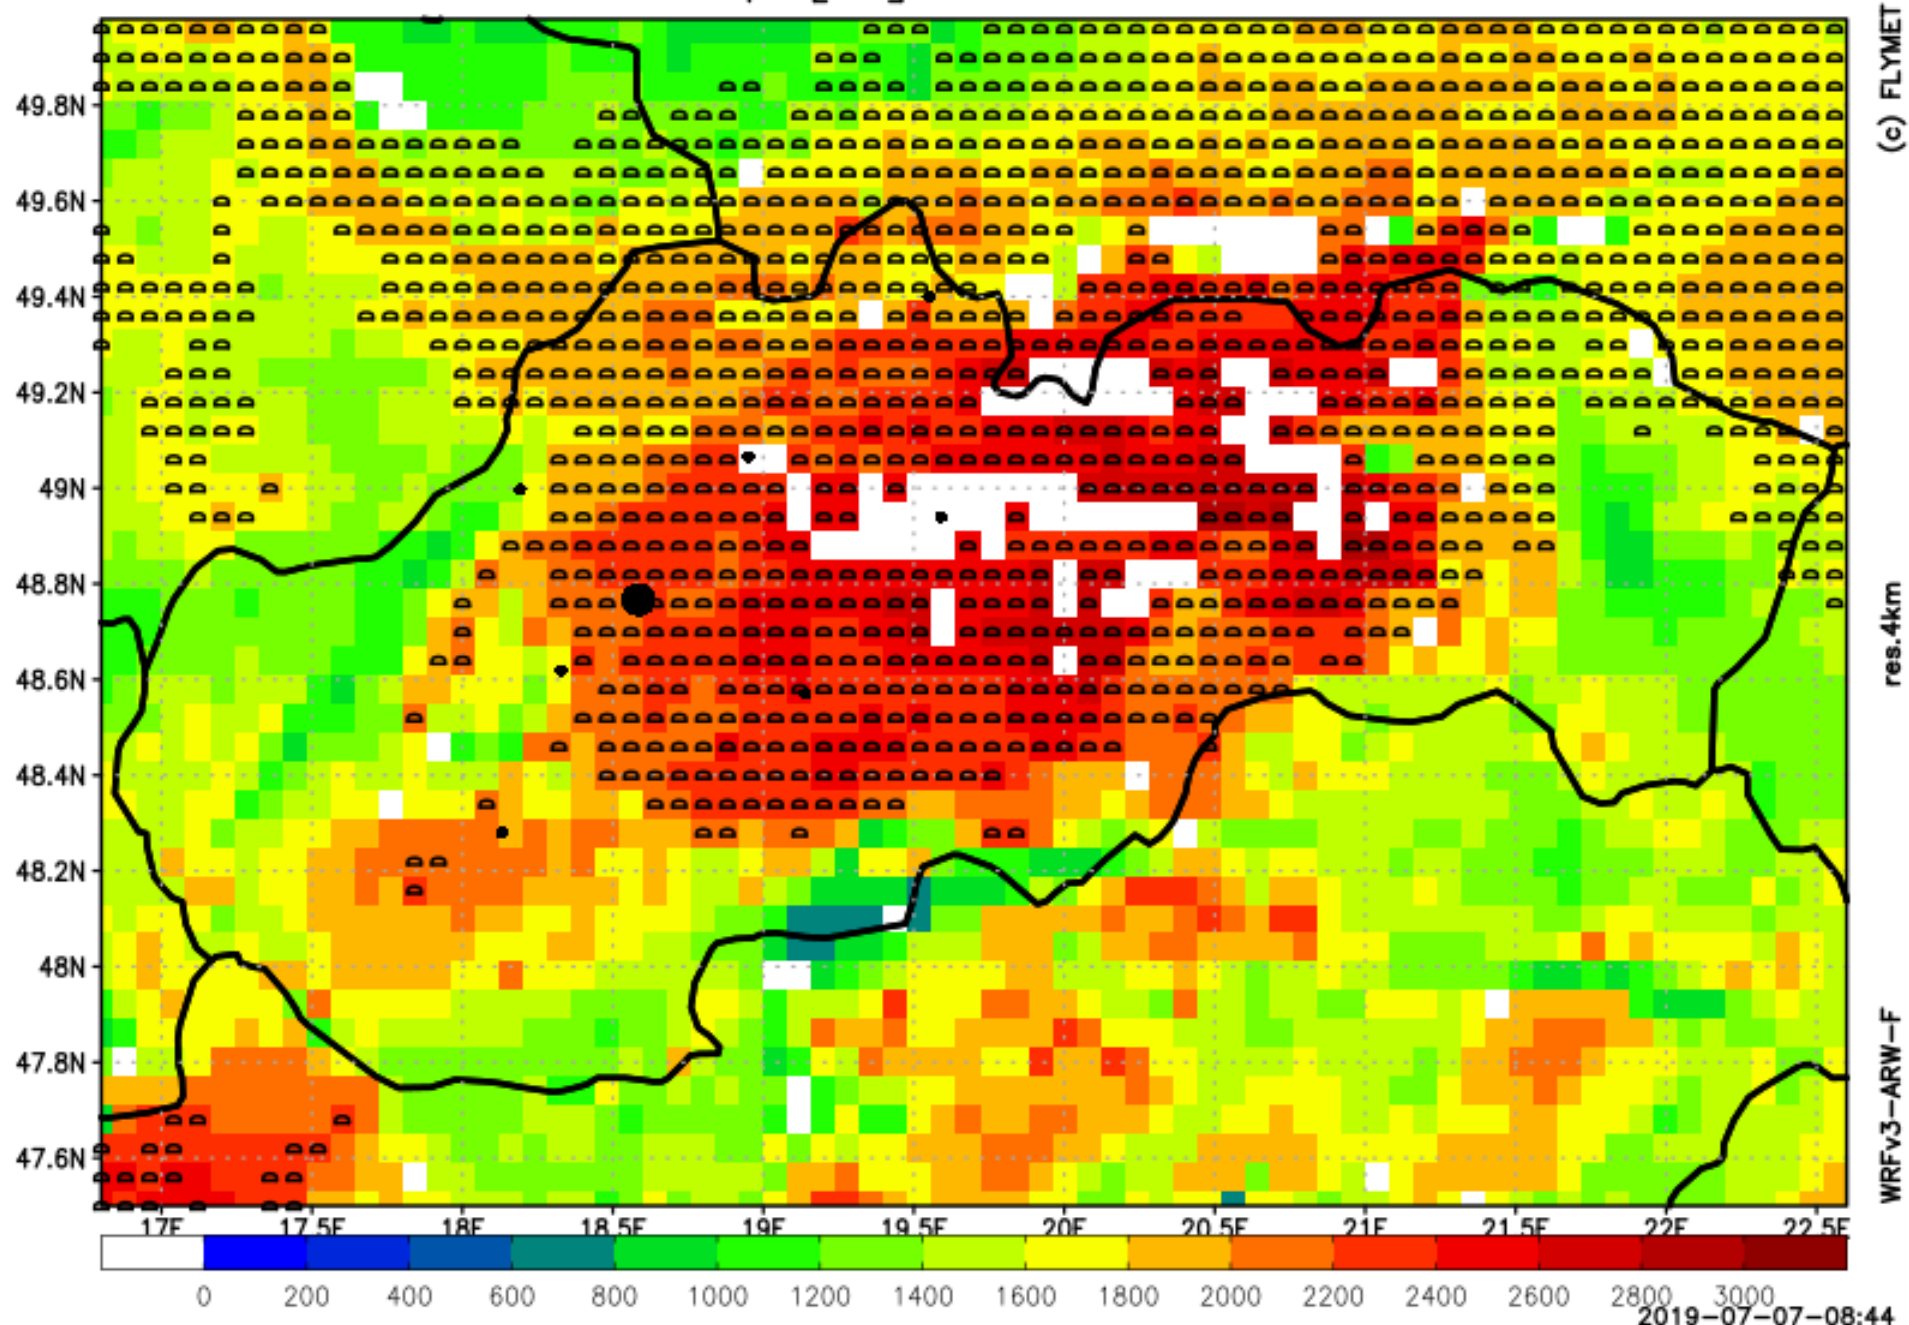 (c) FLYMET
49.8N
49.6N
49.4N
49.2N
49N
48.8N
48.6N
48.4N
48.2N
48N
47.8N
47.6N
res.4km
WRFv3-ARW-F
17E 17.5E 18E 18.5E 19E 19.5E 20E 20.5E 21E 21.5E 22E 22.5E
0 200 400 600 800 1000 1200 1400 1600 1800 2000 2200 2400 2600 2800 3000
2019-07-07-08:44